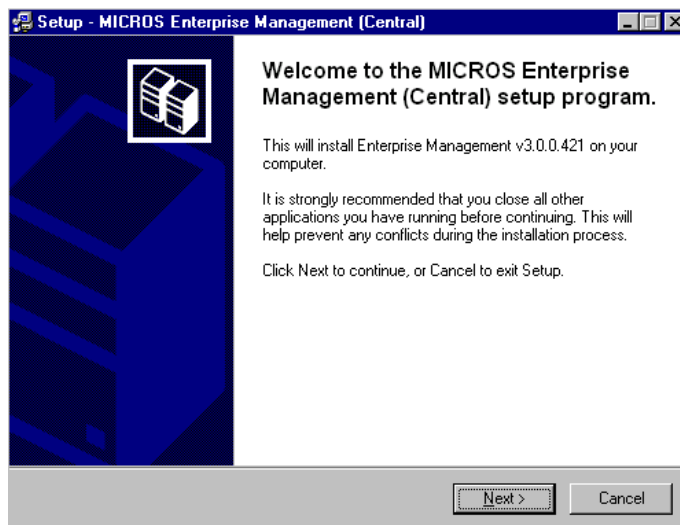 Setup - MICROS Enterprise Management (Central)
Welcome to the MICROS Enterprise
Management (Central) setup program.
This will install Enterprise Management v3.0.0.421 on your
computer.
It is strongly recommended that you close all other
applications you have running before continuing. This will
help prevent any conflicts during the installation process.
Click Next to continue, or Cancel to exit Setup.
Next >
Cancel